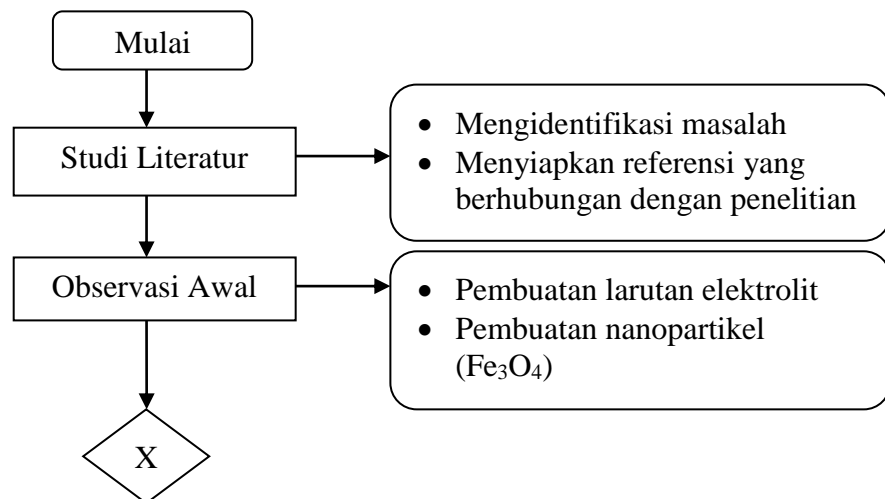 Mulai
Studi Literatur
• Mengidentifikasi masalah
• Menyiapkan referensi yang
berhubungan dengan penelitian
Observasi Awal
• Pembuatan larutan elektrolit
• Pembuatan nanopartikel
(Fe₃O₄)
X